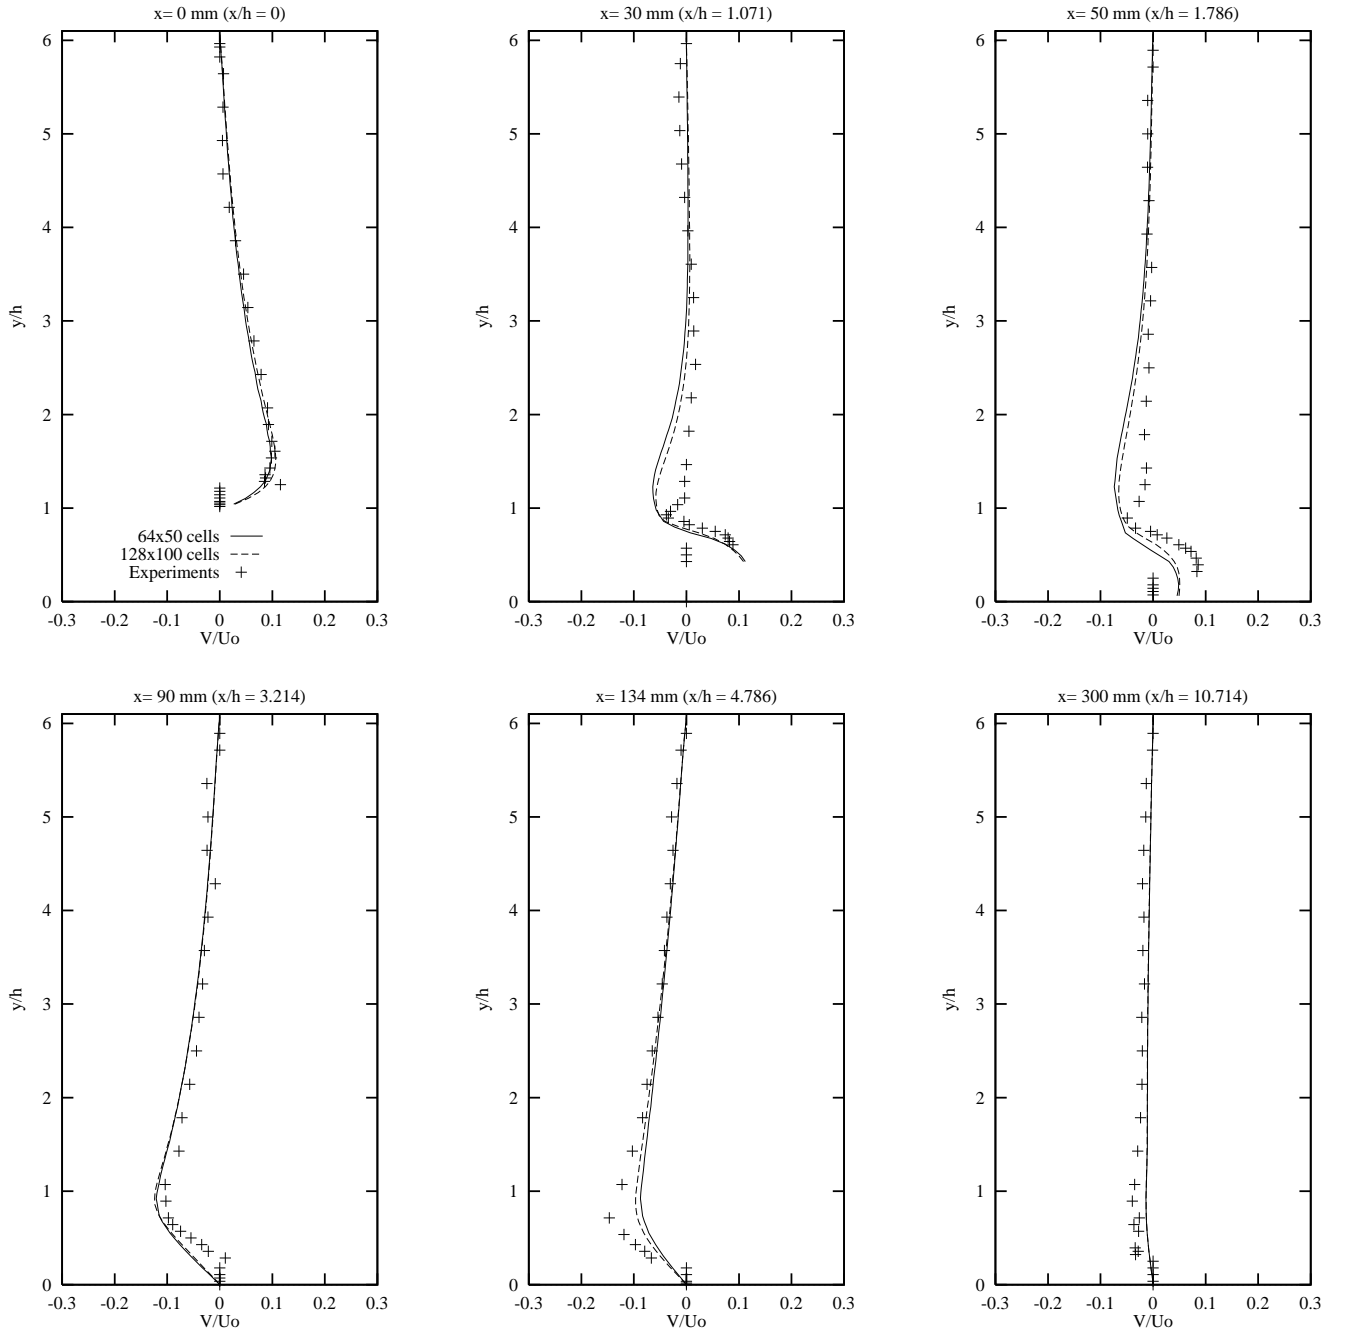 x= 0 mm (x/h = 0)
6
5
4
3
2
1
0
y/h
64x50 cells
128x100 cells
Experiments
-0.3 -0.2 -0.1 0 0.1 0.2 0.3
V/Uo
x= 30 mm (x/h = 1.071)
6
5
4
3
2
1
0
y/h
-0.3 -0.2 -0.1 0 0.1 0.2 0.3
V/Uo
x= 50 mm (x/h = 1.786)
6
5
4
3
2
1
0
y/h
-0.3 -0.2 -0.1 0 0.1 0.2 0.3
V/Uo
x= 90 mm (x/h = 3.214)
6
5
4
3
2
1
0
y/h
-0.3 -0.2 -0.1 0 0.1 0.2 0.3
V/Uo
x= 134 mm (x/h = 4.786)
6
5
4
3
2
1
0
y/h
-0.3 -0.2 -0.1 0 0.1 0.2 0.3
V/Uo
x= 300 mm (x/h = 10.714)
6
5
4
3
2
1
0
y/h
-0.3 -0.2 -0.1 0 0.1 0.2 0.3
V/Uo